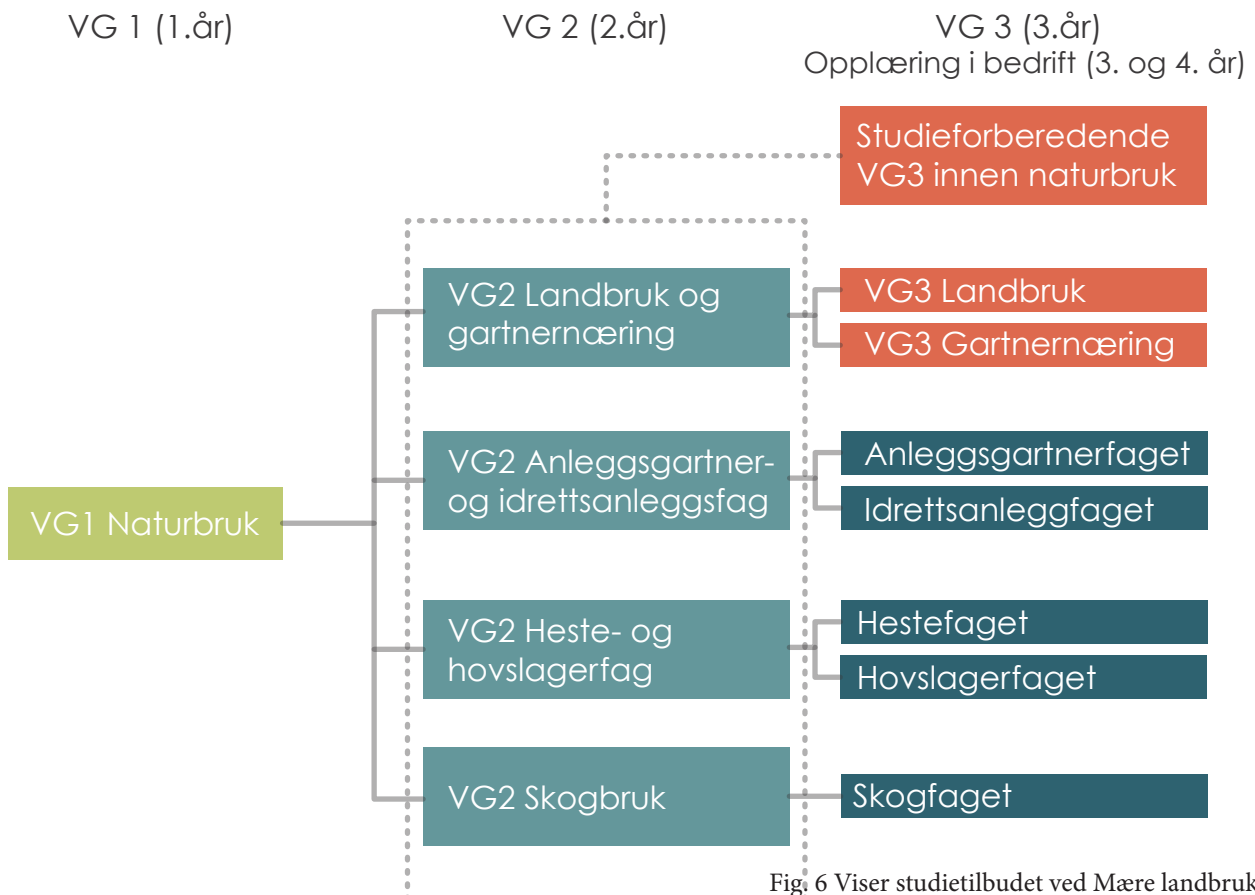 VG 1 (1.år)
VG 2 (2.år)
VG 3 (3.år)
Opplæring i bedrift (3. og 4. år)
Studieforberedende
VG3 innen naturbruk
VG2 Landbruk og
gartnernæring
VG3 Landbruk
VG3 Gartnernæring
VG2 Anleggsgartner-
og idrettsanleggsfag
Anleggsgartnerfaget
Idrettsanleggfaget
VG1 Naturbruk
VG2 Heste- og
hovslagerfag
Hestefaget
Hovslagerfaget
VG2 Skogbruk
Skogfaget
Fig. 6 Viser studietilbudet ved Mære landbruk